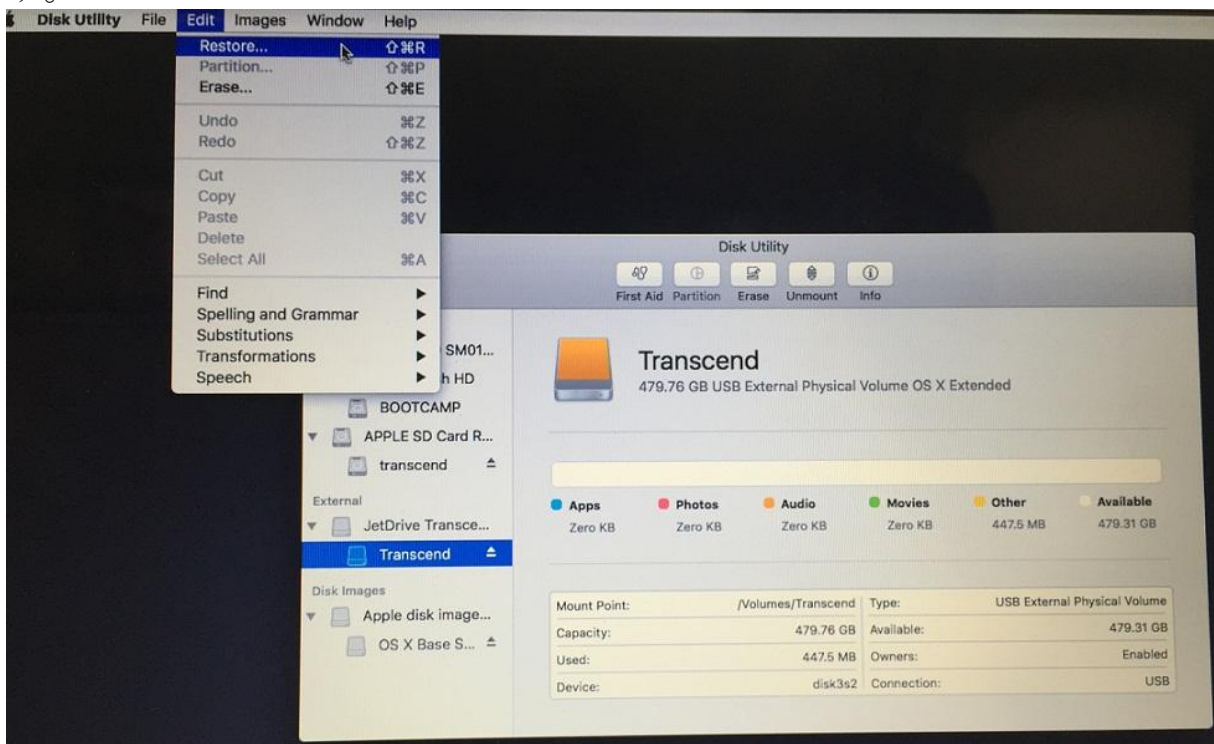 Disk Utility File Edit Images Window Help
Restore... ⇧⌘R
Partition... ⇧⌘P
Erase... ⇧⌘E
Undo ⌘Z
Redo ⇧⌘Z
Cut ⌘X
Copy ⌘C
Paste ⌘V
Delete
Select All ⌘A
Find ▶
Spelling and Grammar ▶
Substitutions ▶
Transformations ▶
Speech ▶
Disk Utility
First Aid Partition Erase Unmount Info
SM01...
h HD
BOOTCAMP
APPLE SD Card R...
transcend
External
JetDrive Transce...
Transcend
Disk Images
Apple disk image...
OS X Base S...
Transcend
479.76 GB USB External Physical Volume OS X Extended
Apps Photos Audio Movies Other Available
Zero KB Zero KB Zero KB Zero KB 447.5 MB 479.31 GB
Mount Point: /Volumes/Transcend Type: USB External Physical Volume
Capacity: 479.76 GB Available: 479.31 GB
Used: 447.5 MB Owners: Enabled
Device: disk3s2 Connection: USB